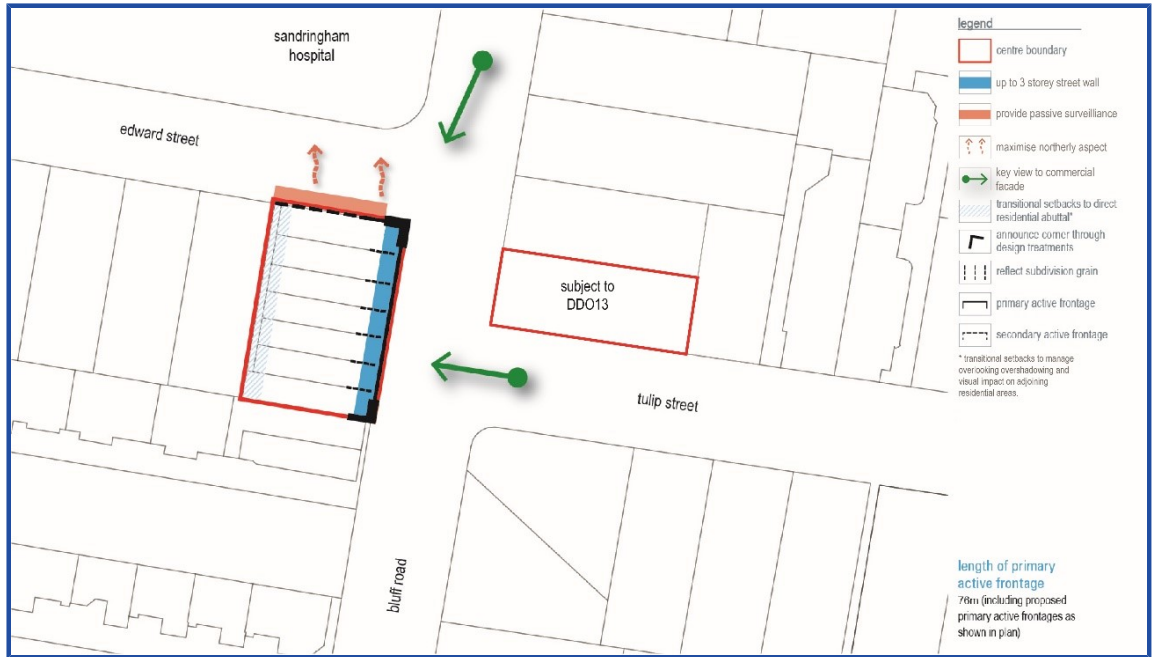 sandringham
hospital
edward street
subject to
DDO13
tulip street
bluff road
legend
centre boundary
up to 3 storey street wall
provide passive surveilliance
maximise northerly aspect
key view to commercial
facade
transitional setbacks to direct
residential abuttal*
announce corner through
design treatments
reflect subdivision grain
primary active frontage
secondary active frontage
* transitional setbacks to manage
overlooking overshadowing and
visual impact on adjoining
residential areas.
length of primary
active frontage
76m (including proposed
primary active frontages as
shown in plan)